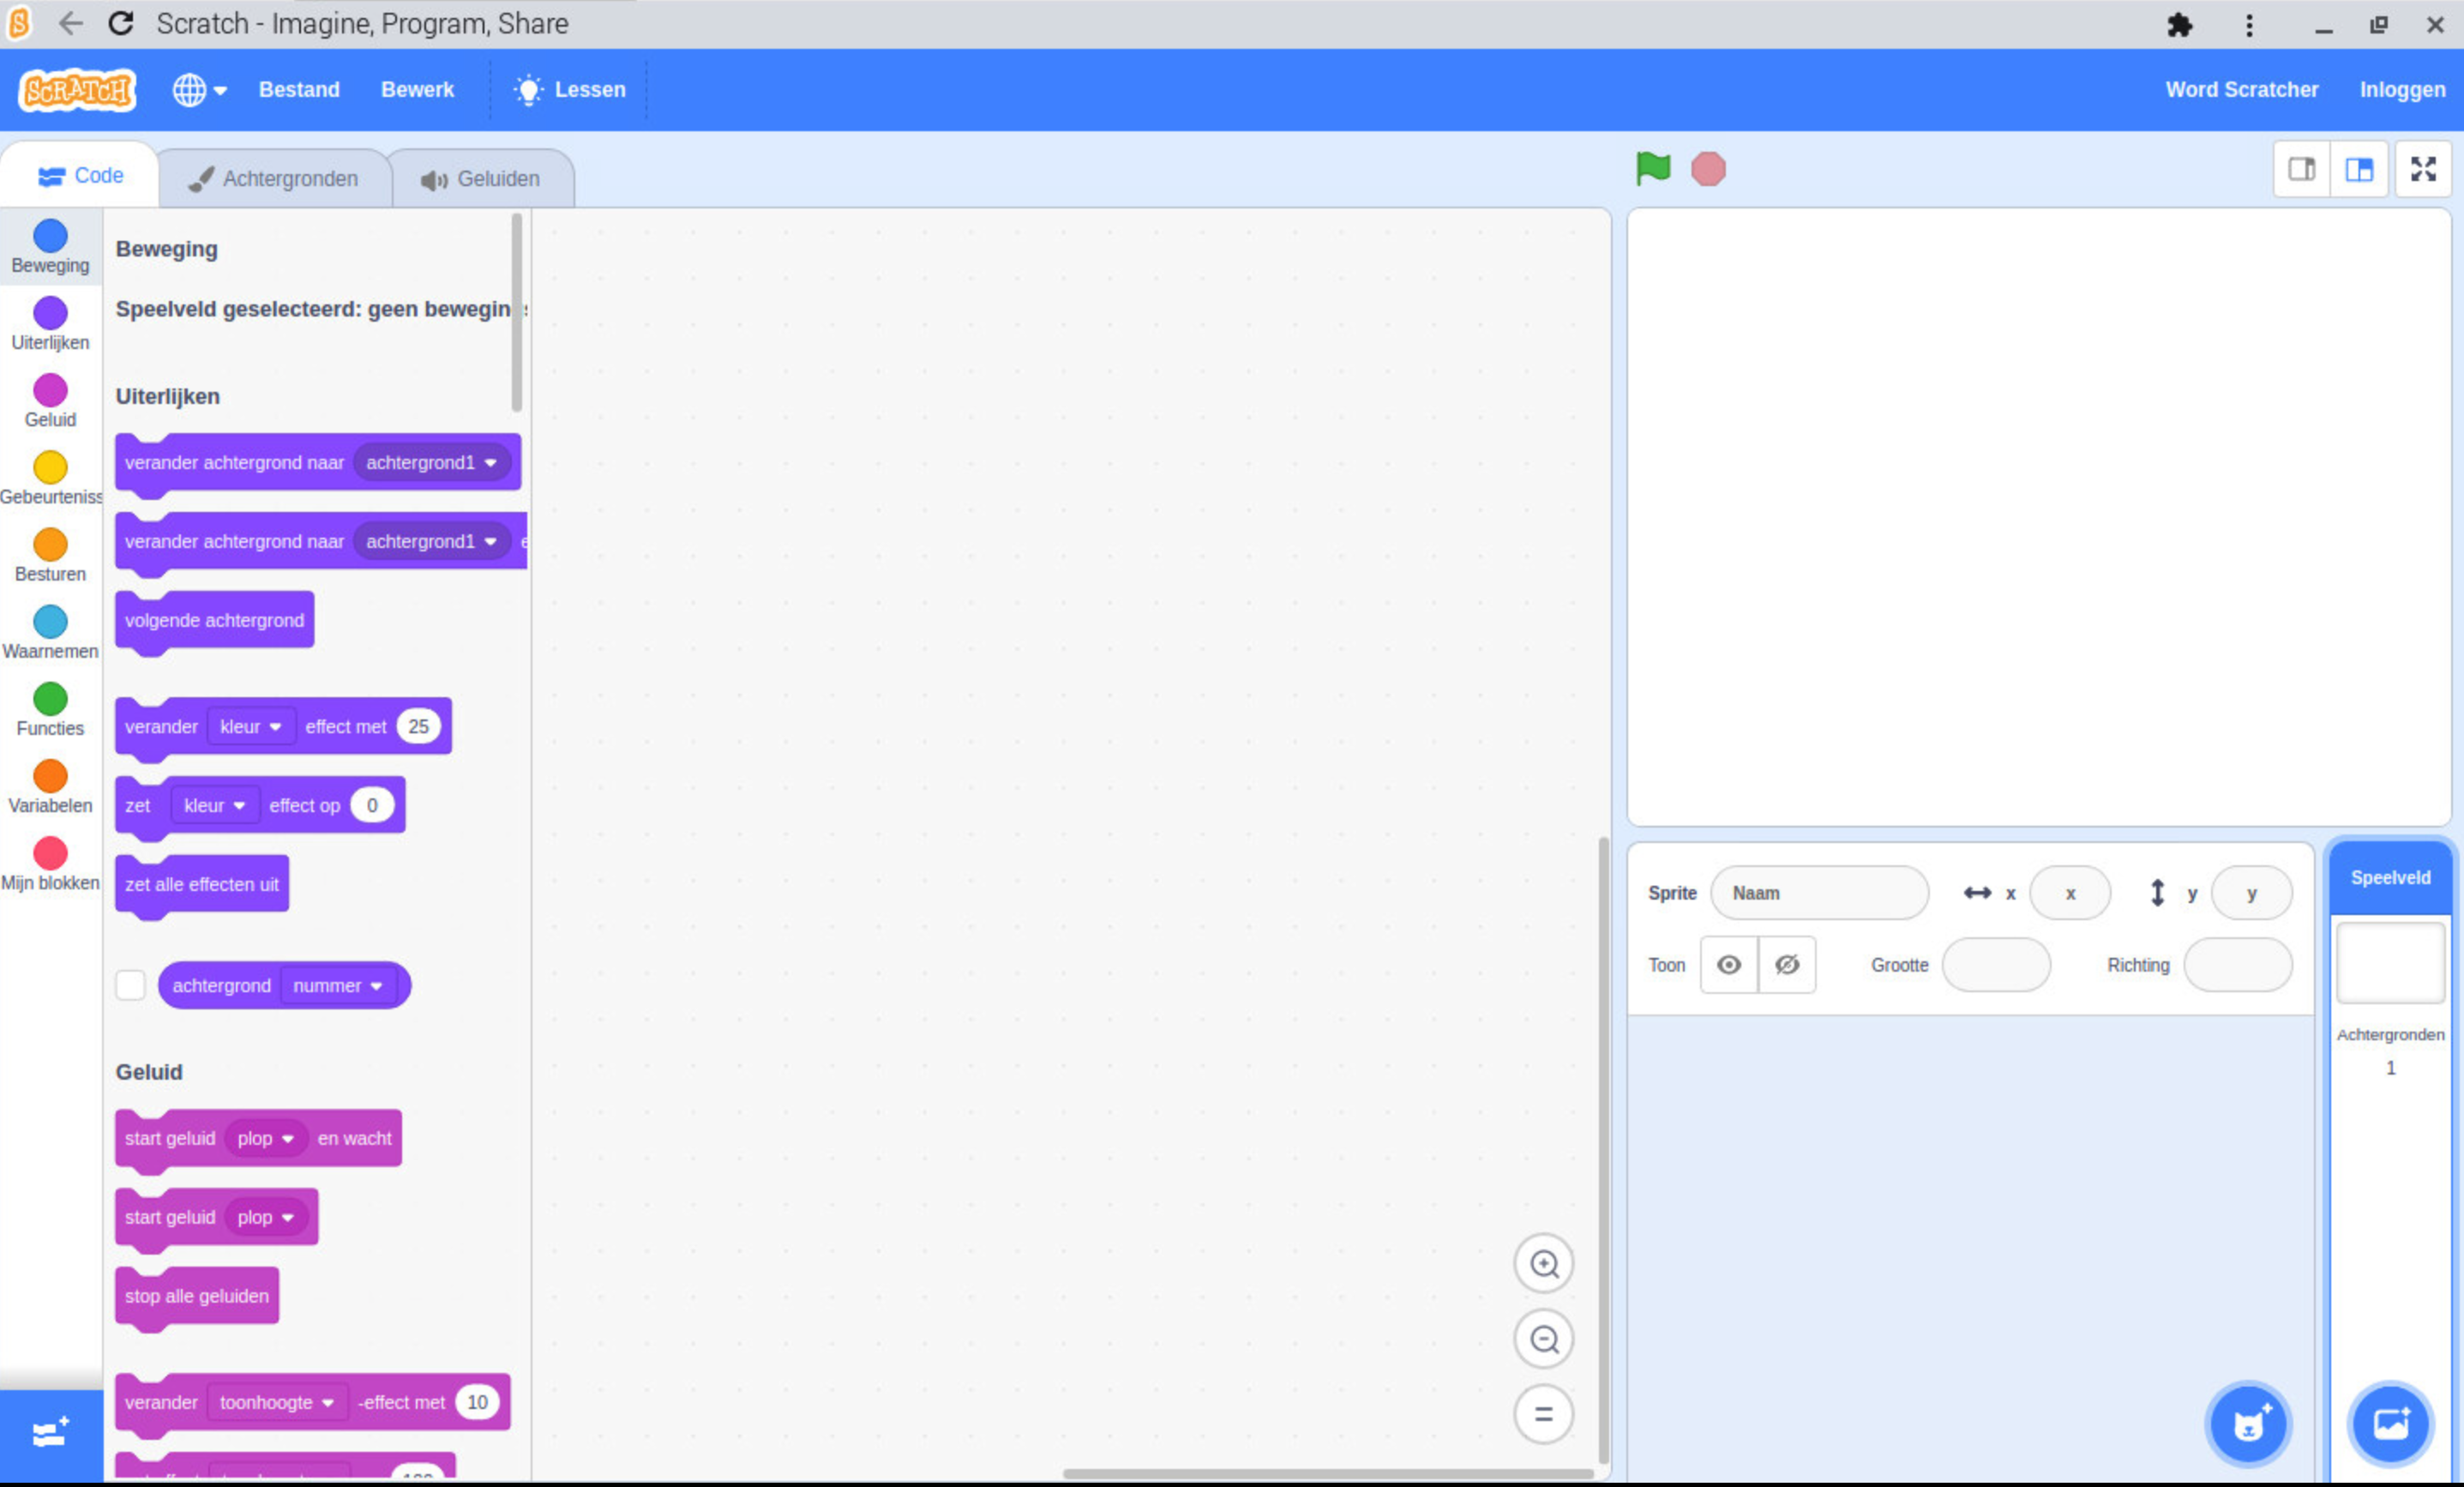 Scratch - Imagine, Program, Share
SCRATCH Bestand Bewerk Lessen Word Scratcher Inloggen
Code Achtergronden Geluiden
Beweging
Uiterlijken
Geluid
Gebeurteniss
Besturen
Waarnemen
Functies
Variabelen
Mijn blokken
Beweging
Speelveld geselecteerd: geen beweging
Uiterlijken
verander achtergrond naar achtergrond1
verander achtergrond naar achtergrond1 e
volgende achtergrond
verander kleur effect met 25
zet kleur effect op 0
zet alle effecten uit
achtergrond nummer
Geluid
start geluid plop en wacht
start geluid plop
stop alle geluiden
verander toonhoogte -effect met 10
100
Sprite Naam x x y y
Toon Grootte Richting
Speelveld
Achtergronden
1